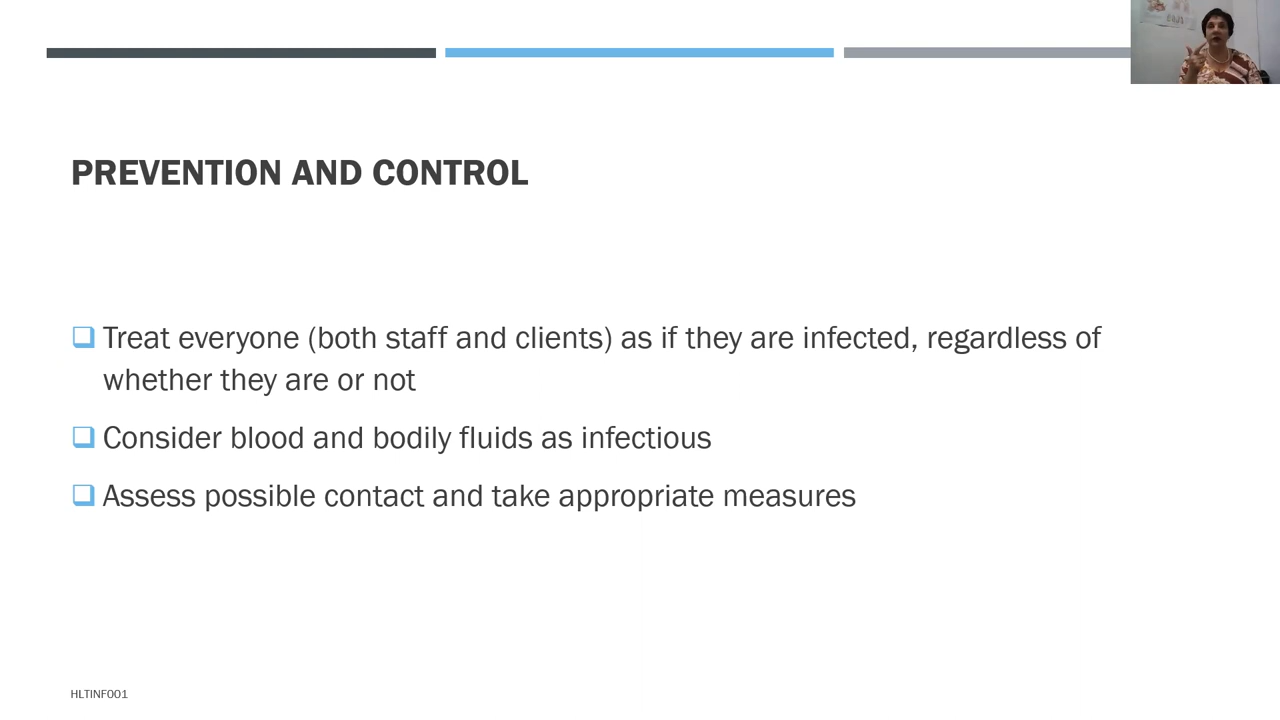 PREVENTION AND CONTROL
Treat everyone (both staff and clients) as if they are infected, regardless of
whether they are or not
Consider blood and bodily fluids as infectious
Assess possible contact and take appropriate measures
HLTINF001